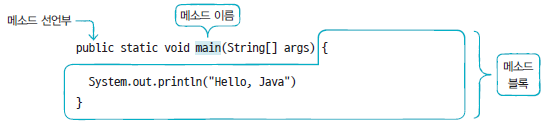 메소드 이름
메소드 선언부
public static void main(String[] args) {
메소드
블록
System.out.println("Hello, Java")
}